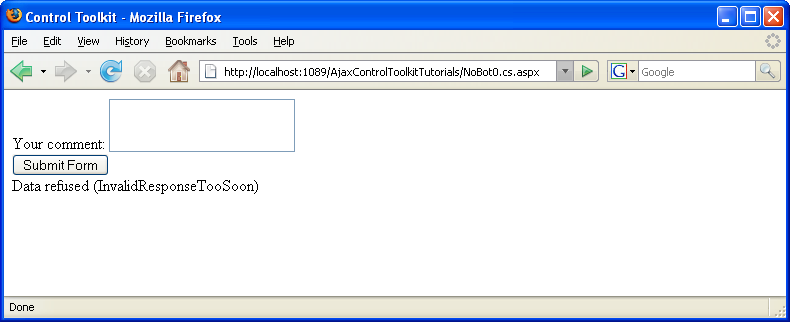 Control Toolkit - Mozilla Firefox
File Edit View History Bookmarks Tools Help
http://localhost:1089/AjaxControlToolkitTutorials/NoBot0.cs.aspx G Google
Your comment:
Submit Form
Data refused (InvalidResponseTooSoon)
Done